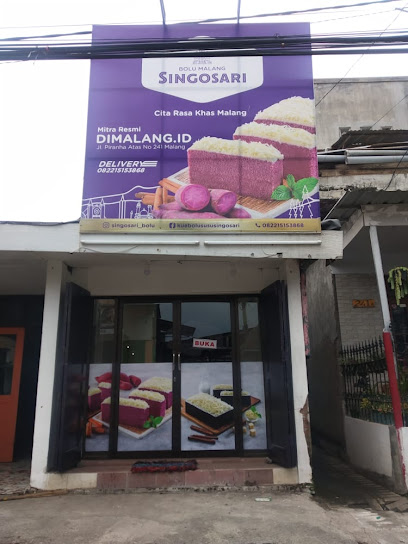 BOLU MALANG
SINGOSARI
Cita Rasa Khas Malang
Mitra Resmi
DIMALANG.ID
Jl. Piranha Atas No 241 Malang
DELIVERY
082215153868
singosari_bolu
kuebolusususingosari
082215153868
BUKA